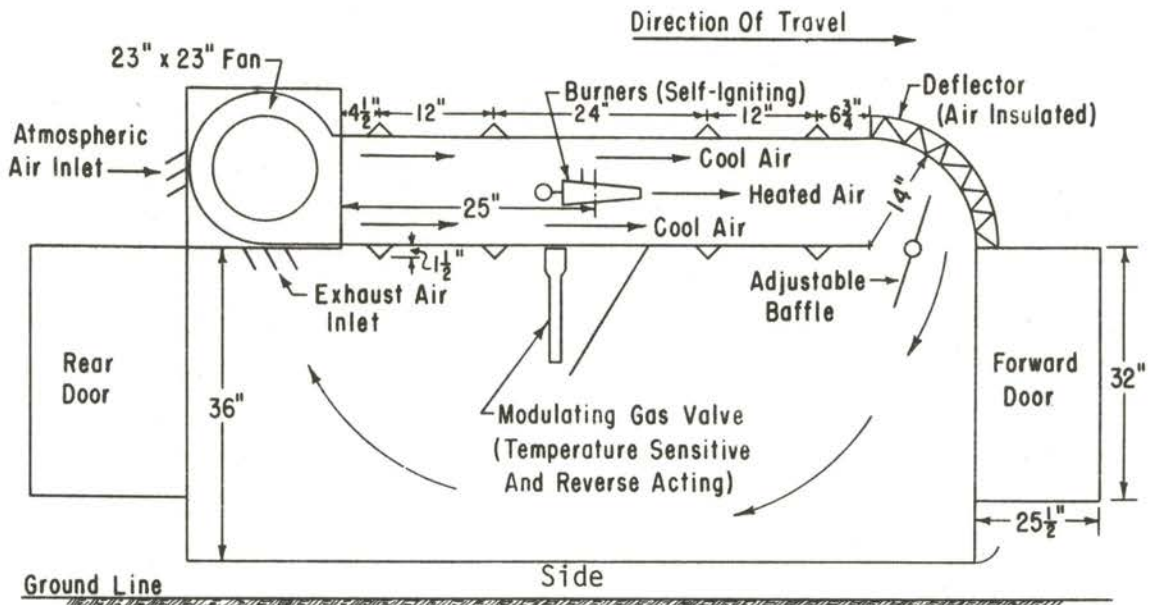 Direction Of Travel
23" x 23" Fan
Burners (Self-Igniting)
Deflector
(Air Insulated)
4½"
12"
24"
12"
6¾"
Atmospheric
Air Inlet
Cool Air
Heated Air
14"
25"
Cool Air
1½"
Exhaust Air
Inlet
Adjustable
Baffle
Rear
Door
36"
Modulating Gas Valve
(Temperature Sensitive
And Reverse Acting)
Forward
Door
32"
25½"
Side
Ground Line